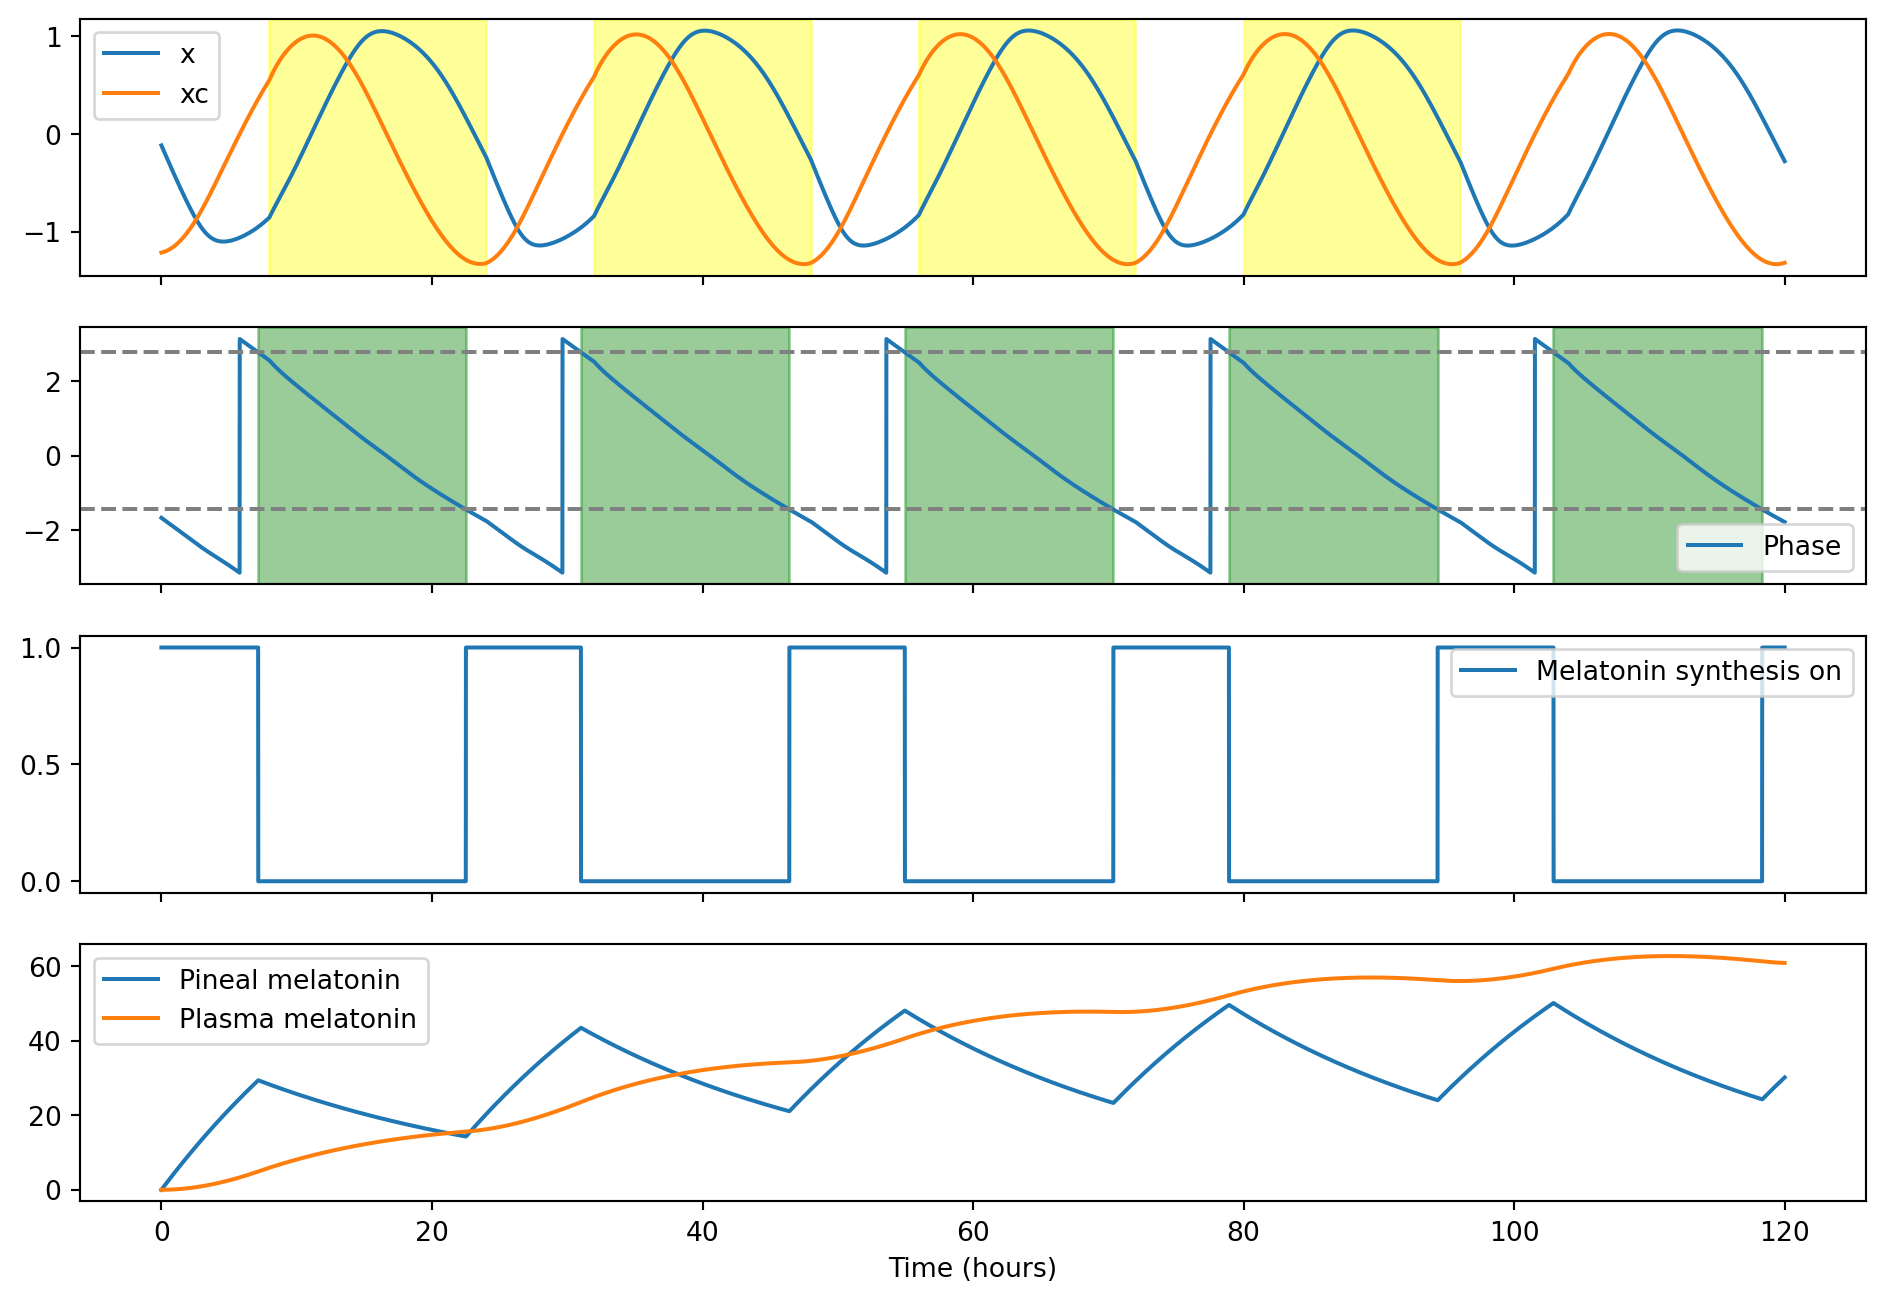 1
0
−1
x
xc
2
0
−2
Phase
1.0
0.5
0.0
Melatonin synthesis on
60
40
20
0
Pineal melatonin
Plasma melatonin
0 20 40 60 80 100 120
Time (hours)